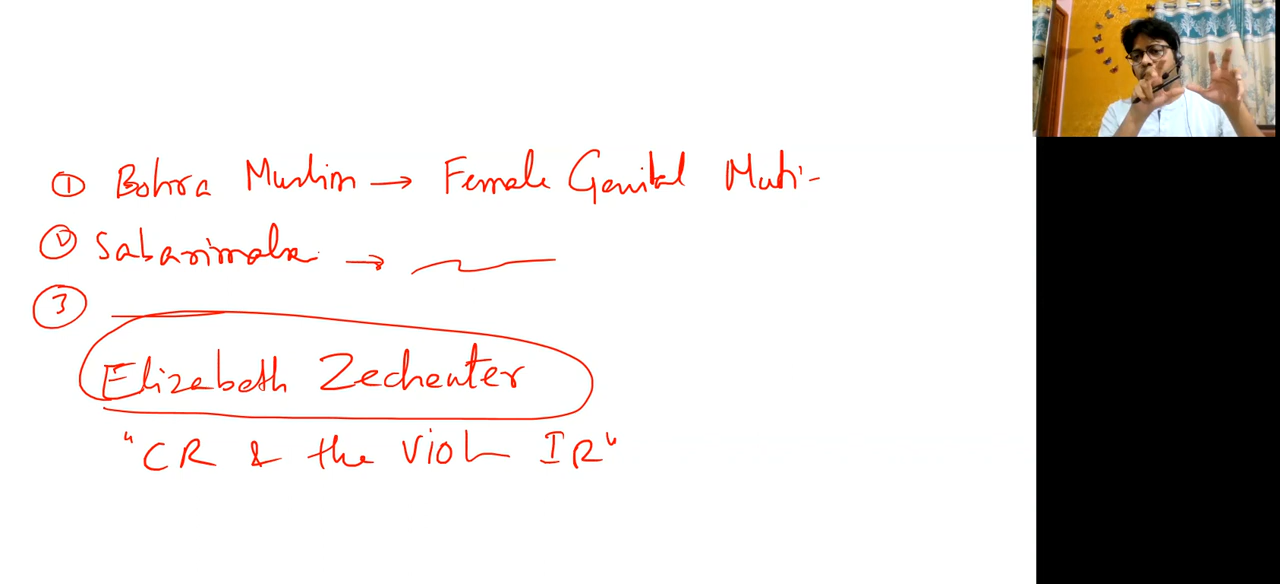 ① Bohra Muslim → Female Genital Muti-
② Sabarimala →
③
Elizabeth Zechenter
"CR & the Viol IR"